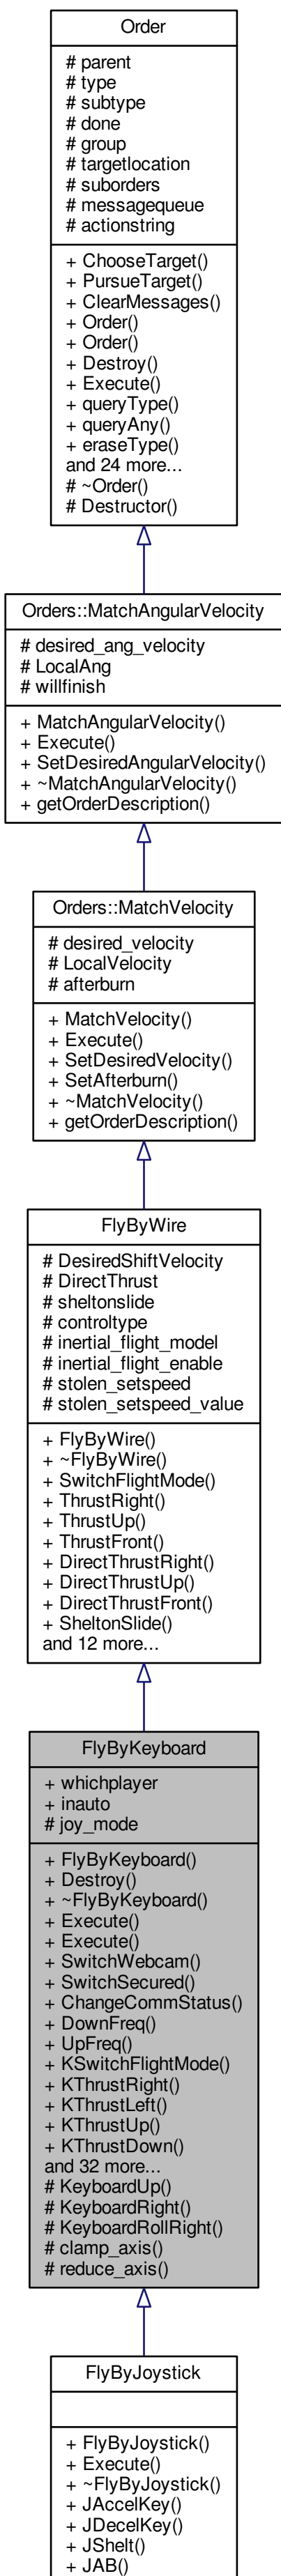 Order
# parent
# type
# subtype
# done
# group
# targetlocation
# suborders
# messagequeue
# actionstring
+ ChooseTarget()
+ PursueTarget()
+ ClearMessages()
+ Order()
+ Order()
+ Destroy()
+ Execute()
+ queryType()
+ queryAny()
+ eraseType()
and 24 more...
# ~Order()
# Destructor()
Orders::MatchAngularVelocity
# desired_ang_velocity
# LocalAng
# willfinish
+ MatchAngularVelocity()
+ Execute()
+ SetDesiredAngularVelocity()
+ ~MatchAngularVelocity()
+ getOrderDescription()
Orders::MatchVelocity
# desired_velocity
# LocalVelocity
# afterburn
+ MatchVelocity()
+ Execute()
+ SetDesiredVelocity()
+ SetAfterburn()
+ ~MatchVelocity()
+ getOrderDescription()
FlyByWire
# DesiredShiftVelocity
# DirectThrust
# sheltonslide
# controltype
# inertial_flight_model
# inertial_flight_enable
# stolen_setspeed
# stolen_setspeed_value
+ FlyByWire()
+ ~FlyByWire()
+ SwitchFlightMode()
+ ThrustRight()
+ ThrustUp()
+ ThrustFront()
+ DirectThrustRight()
+ DirectThrustUp()
+ DirectThrustFront()
+ SheltonSlide()
and 12 more...
FlyByKeyboard
+ whichplayer
+ inauto
# joy_mode
+ FlyByKeyboard()
+ Destroy()
+ ~FlyByKeyboard()
+ Execute()
+ Execute()
+ SwitchWebcam()
+ SwitchSecured()
+ ChangeCommStatus()
+ DownFreq()
+ UpFreq()
+ KSwitchFlightMode()
+ KThrustRight()
+ KThrustLeft()
+ KThrustUp()
+ KThrustDown()
and 32 more...
# KeyboardUp()
# KeyboardRight()
# KeyboardRollRight()
# clamp_axis()
# reduce_axis()
FlyByJoystick
+ FlyByJoystick()
+ Execute()
+ ~FlyByJoystick()
+ JAccelKey()
+ JDecelKey()
+ JShelt()
+ JAB()